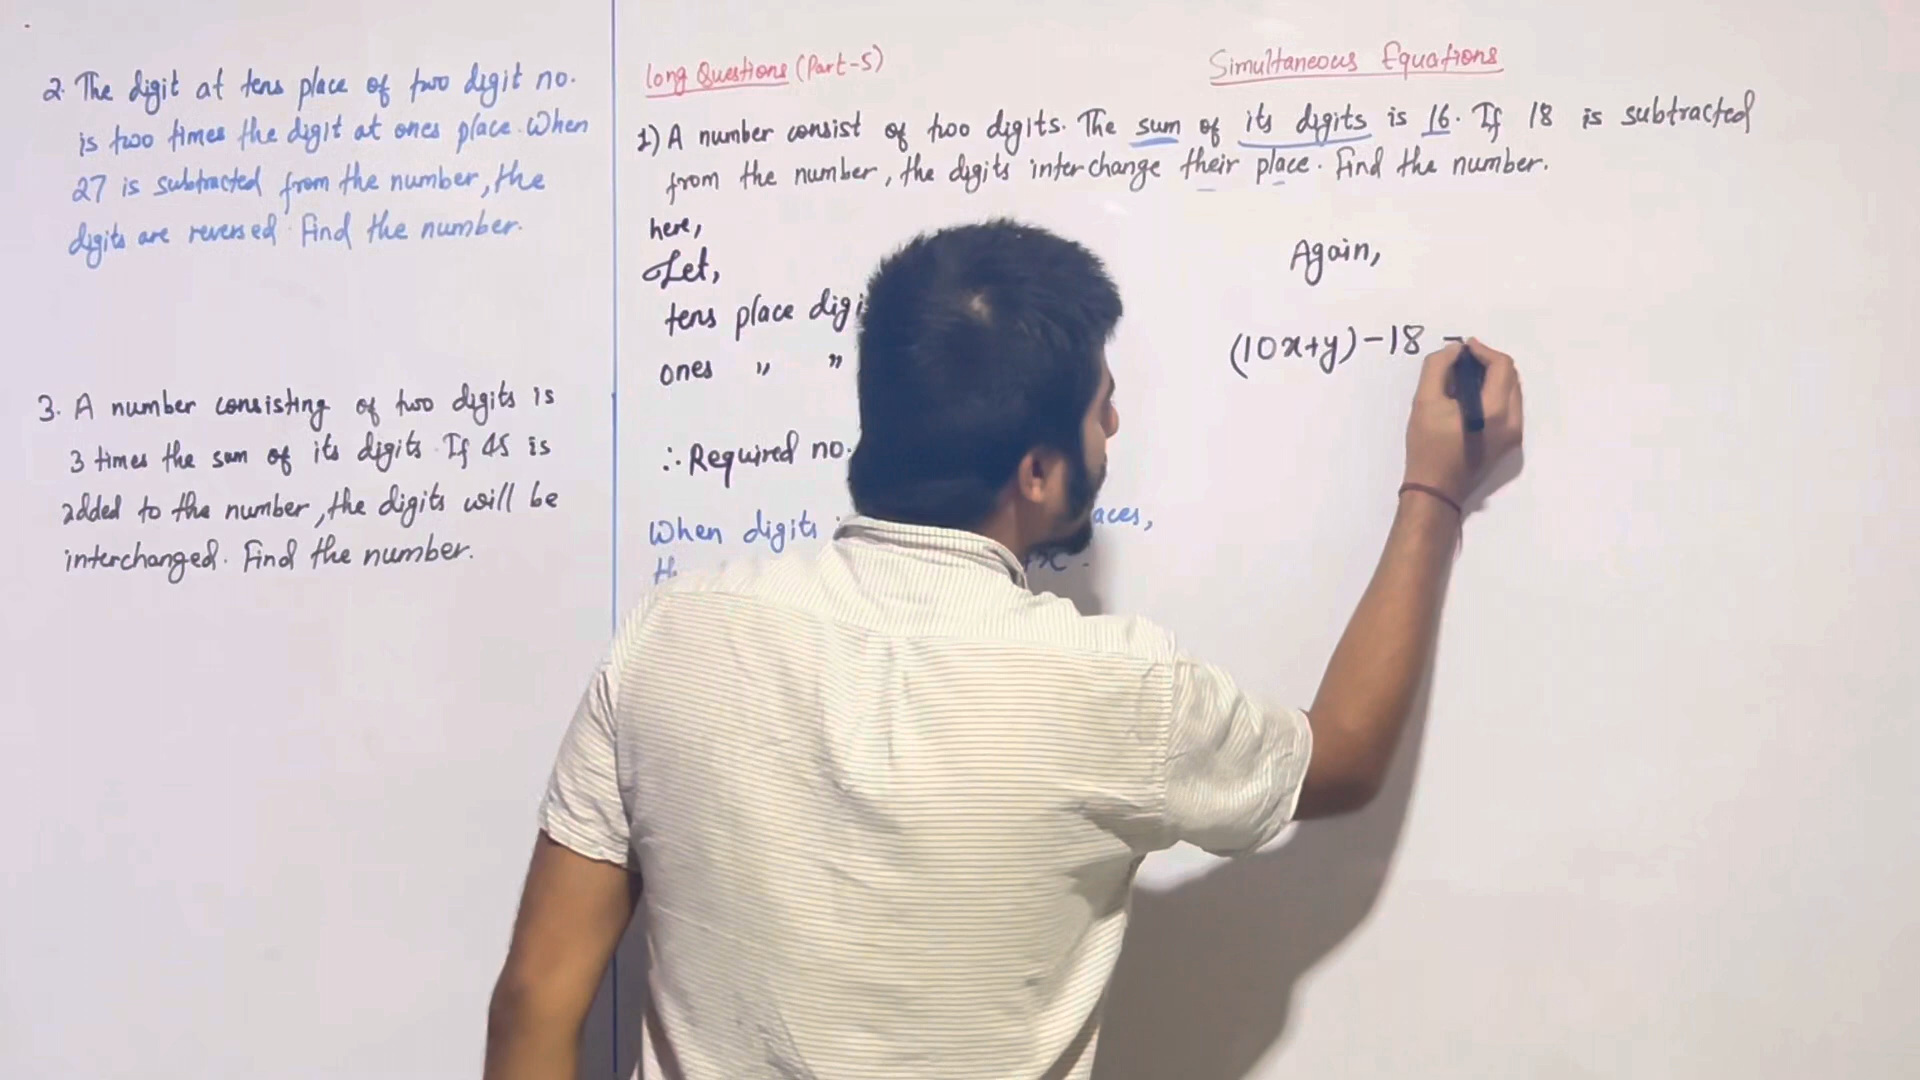 2. The digit at tens place of two digit no.
is two times the digit at ones place. When
27 is subtracted from the number, the
digits are reversed. Find the number.
3. A number consisting of two digits is
3 times the sum of its digits. If 45 is
added to the number, the digits will be
interchanged. Find the number.
Long Questions (Part-5)
Simultaneous Equations
1) A number consist of two digits. The sum of its digits is 16. If 18 is subtracted
from the number, the digits interchange their place. Find the number.
here,
Let,
tens place digi
ones " "
∴ Required no.
When digits aces,
th +x.
Again,
(10x+y)-18